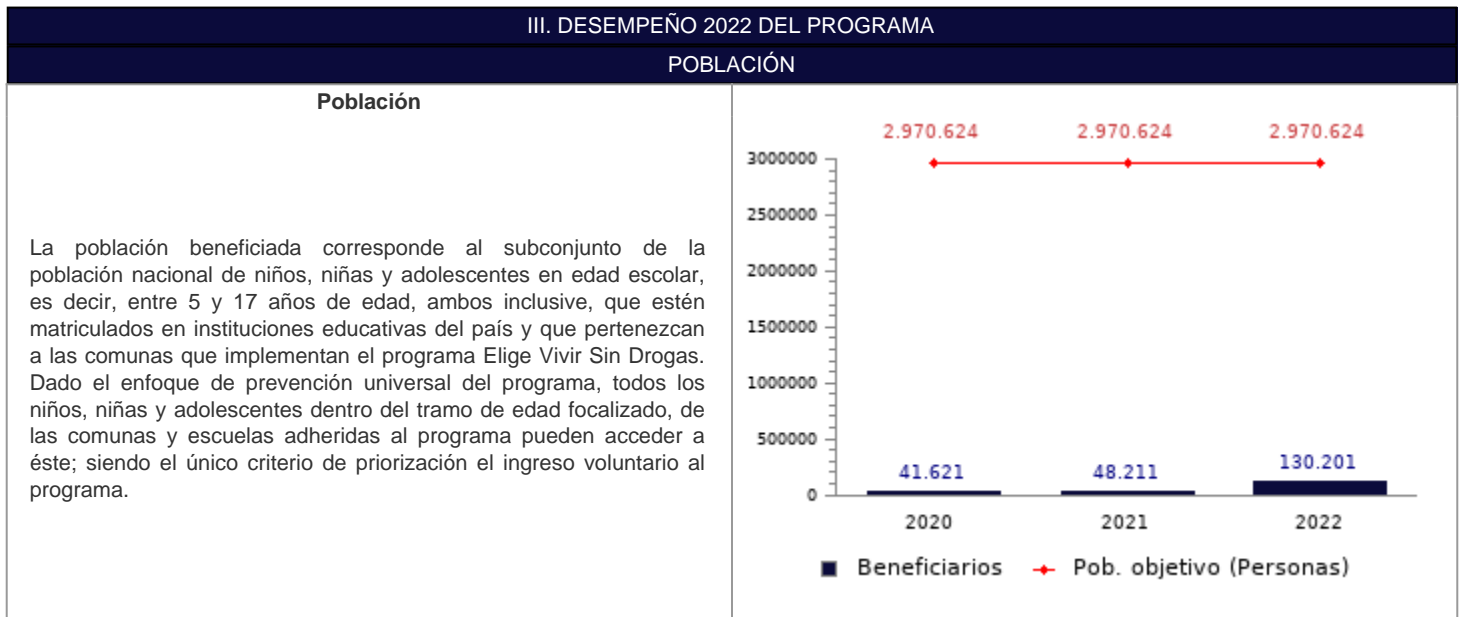 III. DESEMPEÑO 2022 DEL PROGRAMA
POBLACIÓN
Población
La población beneficiada corresponde al subconjunto de la
población nacional de niños, niñas y adolescentes en edad escolar,
es decir, entre 5 y 17 años de edad, ambos inclusive, que estén
matriculados en instituciones educativas del país y que pertenezcan
a las comunas que implementan el programa Elige Vivir Sin Drogas.
Dado el enfoque de prevención universal del programa, todos los
niños, niñas y adolescentes dentro del tramo de edad focalizado, de
las comunas y escuelas adheridas al programa pueden acceder a
éste; siendo el único criterio de priorización el ingreso voluntario al
programa.
2.970.624 2.970.624 2.970.624
3000000
2500000
2000000
1500000
1000000
500000
0
41.621 48.211 130.201
2020 2021 2022
Beneficiarios Pob. objetivo (Personas)